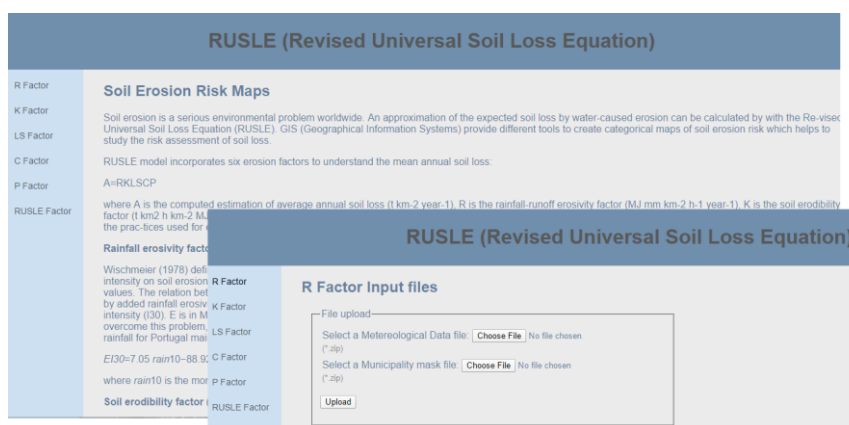 RUSLE (Revised Universal Soil Loss Equation)
R Factor
K Factor
LS Factor
C Factor
P Factor
RUSLE Factor
Soil Erosion Risk Maps
Soil erosion is a serious environmental problem worldwide. An approximation of the expected soil loss by water-caused erosion can be calculated by with the Re-vised
Universal Soil Loss Equation (RUSLE). GIS (Geographical Information Systems) provide different tools to create categorical maps of soil erosion risk which helps to
study the risk assessment of soil loss.
RUSLE model incorporates six erosion factors to understand the mean annual soil loss:
A=RKLSCP
where A is the computed estimation of average annual soil loss (t km-2 year-1), R is the rainfall-runoff erosivity factor (MJ mm km-2 h-1 year-1), K is the soil erodibility
factor (t km2 h km-2 MJ
the prac-tices used for
Rainfall erosivity
Wischmeier (1978)
intensity on soil erosion
values. The relation
by added rainfall
intensity (I30). E is in
overcome this problem,
rainfall for Portugal
EI30=7.05 rain10−88.92
where rain10 is the
Soil erodibility factor
RUSLE (Revised Universal Soil Loss Equation)
R Factor
K Factor
LS Factor
C Factor
P Factor
RUSLE Factor
R Factor Input files
File upload
Select a Metereological Data file: Choose File No file chosen
(*.zip)
Select a Municipality mask file: Choose File No file chosen
(*.zip)
Upload